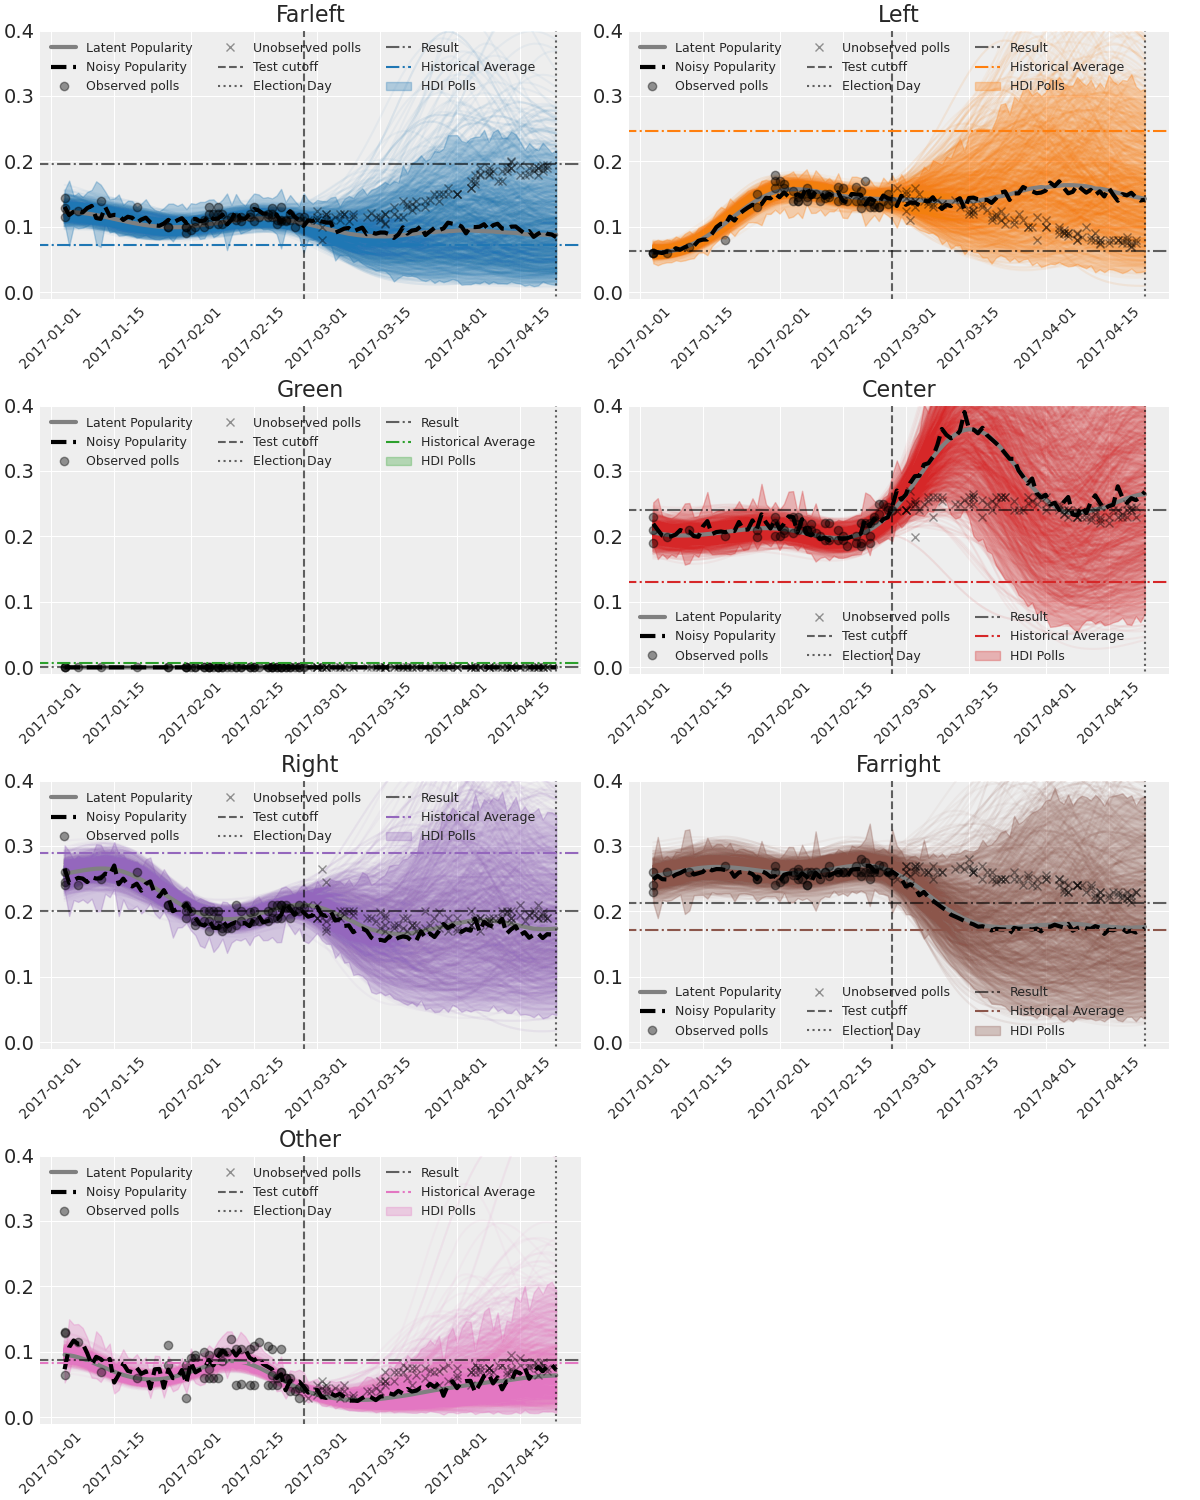 Farleft
Latent Popularity
Noisy Popularity
Observed polls
Unobserved polls
Test cutoff
Election Day
Result
Historical Average
HDI Polls
0.4
0.3
0.2
0.1
0.0
2017-01-01
2017-01-15
2017-02-01
2017-02-15
2017-03-01
2017-03-15
2017-04-01
2017-04-15
Left
Latent Popularity
Noisy Popularity
Observed polls
Unobserved polls
Test cutoff
Election Day
Result
Historical Average
HDI Polls
0.4
0.3
0.2
0.1
0.0
2017-01-01
2017-01-15
2017-02-01
2017-02-15
2017-03-01
2017-03-15
2017-04-01
2017-04-15
Green
Latent Popularity
Noisy Popularity
Observed polls
Unobserved polls
Test cutoff
Election Day
Result
Historical Average
HDI Polls
0.4
0.3
0.2
0.1
0.0
2017-01-01
2017-01-15
2017-02-01
2017-02-15
2017-03-01
2017-03-15
2017-04-01
2017-04-15
Center
0.4
0.3
0.2
0.1
0.0
Latent Popularity
Noisy Popularity
Observed polls
Unobserved polls
Test cutoff
Election Day
Result
Historical Average
HDI Polls
2017-01-01
2017-01-15
2017-02-01
2017-02-15
2017-03-01
2017-03-15
2017-04-01
2017-04-15
Right
Latent Popularity
Noisy Popularity
Observed polls
Unobserved polls
Test cutoff
Election Day
Result
Historical Average
HDI Polls
0.4
0.3
0.2
0.1
0.0
2017-01-01
2017-01-15
2017-02-01
2017-02-15
2017-03-01
2017-03-15
2017-04-01
2017-04-15
Farright
0.4
0.3
0.2
0.1
0.0
Latent Popularity
Noisy Popularity
Observed polls
Unobserved polls
Test cutoff
Election Day
Result
Historical Average
HDI Polls
2017-01-01
2017-01-15
2017-02-01
2017-02-15
2017-03-01
2017-03-15
2017-04-01
2017-04-15
Other
Latent Popularity
Noisy Popularity
Observed polls
Unobserved polls
Test cutoff
Election Day
Result
Historical Average
HDI Polls
0.4
0.3
0.2
0.1
0.0
2017-01-01
2017-01-15
2017-02-01
2017-02-15
2017-03-01
2017-03-15
2017-04-01
2017-04-15